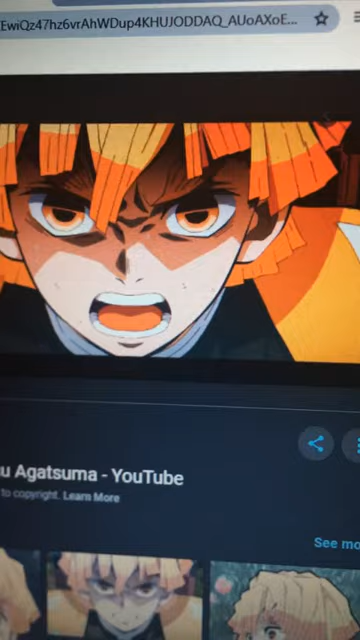 EwiQz47hz6vrAhWDup4KHUJODDAQ_AUoAXoE...
u Agatsuma - YouTube
to copyright. Learn More
See mo